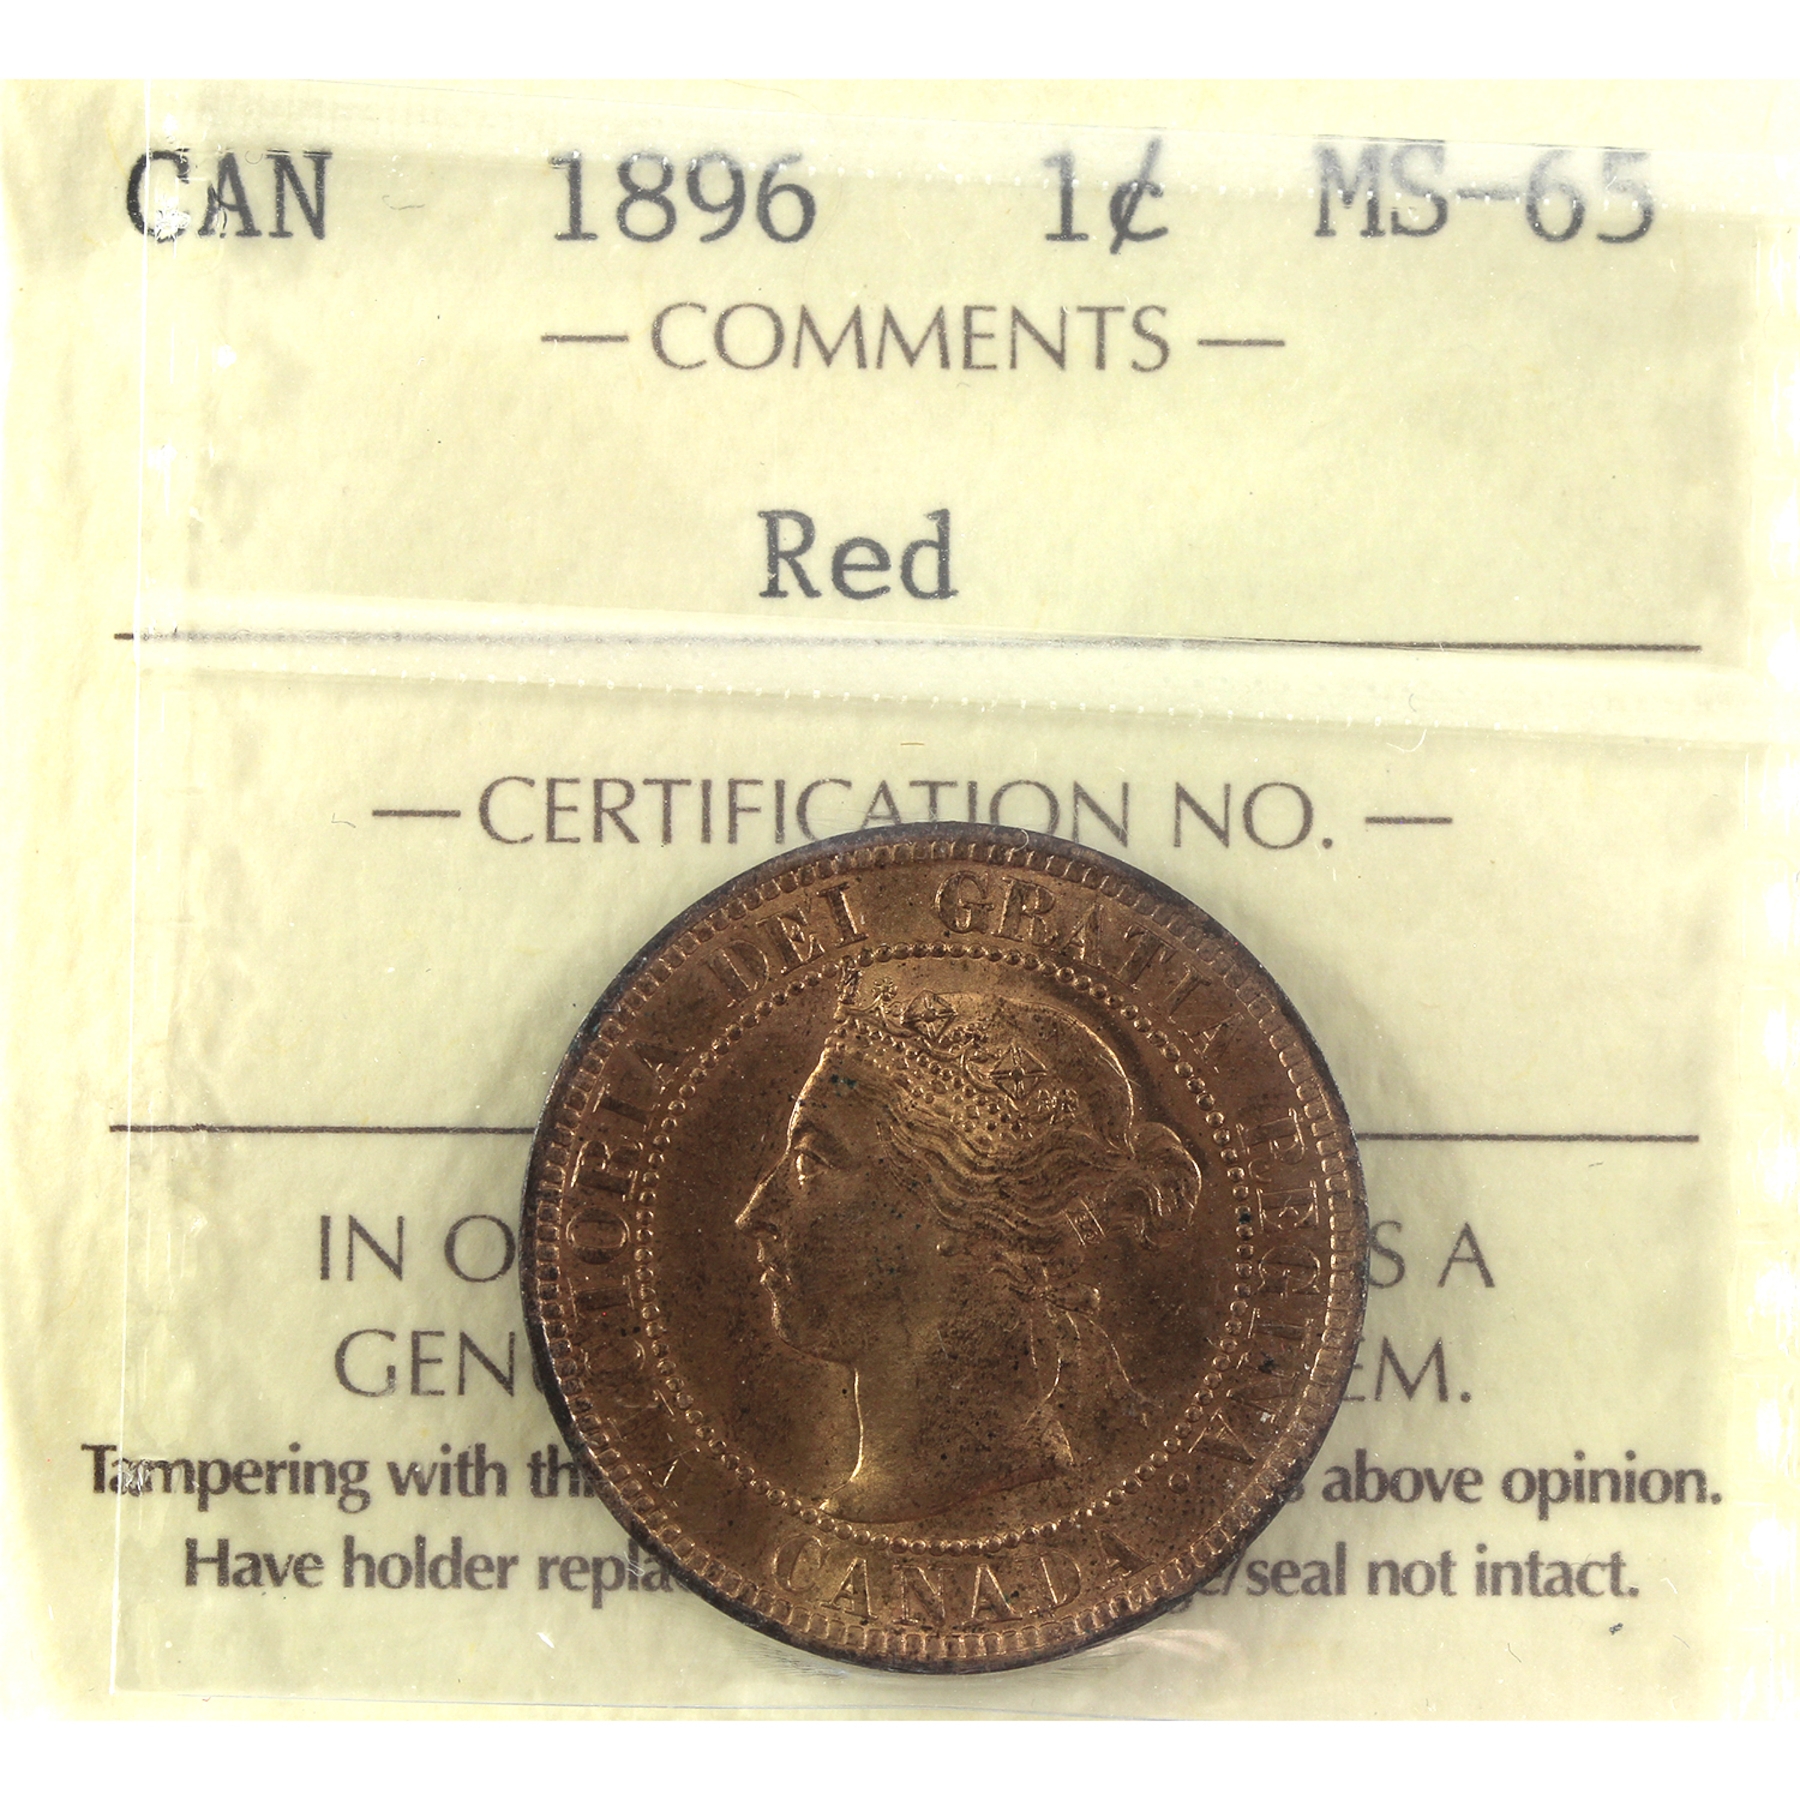 CAN 1896 1¢ MS-65
— COMMENTS —
Red
— CERTIFICATION NO. —
VICTORIA DEI GRATIA REGINA.
CANADA
IN O S A
GEN EM.
Tampering with th above opinion.
Have holder repla e/seal not intact.